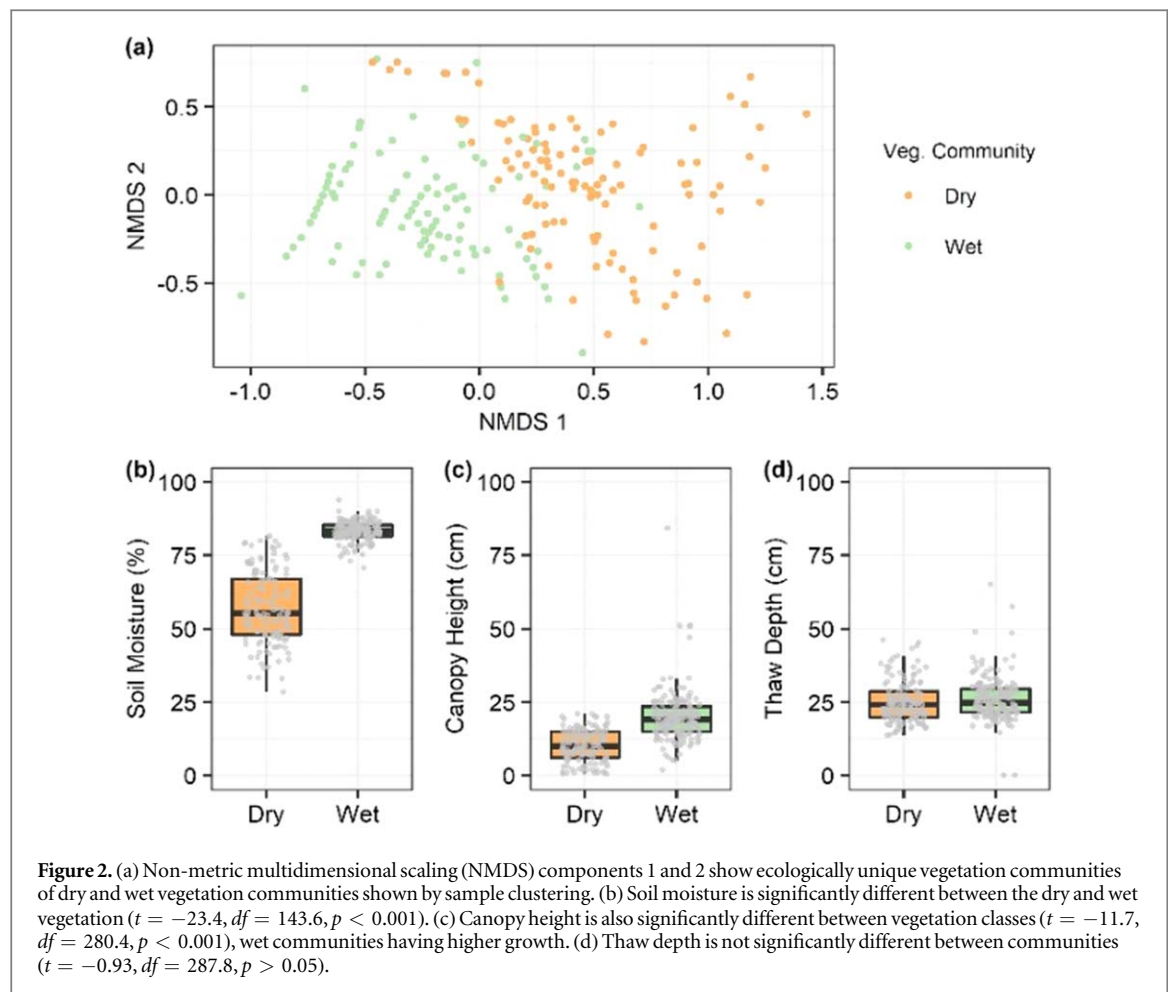 (a)
0.5
0.0
-0.5
NMDS 2
-1.0 -0.5 0.0 0.5 1.0 1.5
NMDS 1
Veg. Community
Dry
Wet
(b)
100
75
50
25
0
Soil Moisture (%)
Dry Wet
(c)
100
75
50
25
0
Canopy Height (cm)
Dry Wet
(d)
100
75
50
25
0
Thaw Depth (cm)
Dry Wet
Figure 2. (a) Non-metric multidimensional scaling (NMDS) components 1 and 2 show ecologically unique vegetation communities
of dry and wet vegetation communities shown by sample clustering. (b) Soil moisture is significantly different between the dry and wet
vegetation (t = −23.4, df = 143.6, p < 0.001). (c) Canopy height is also significantly different between vegetation classes (t = −11.7,
df = 280.4, p < 0.001), wet communities having higher growth. (d) Thaw depth is not significantly different between communities
(t = −0.93, df = 287.8, p > 0.05).